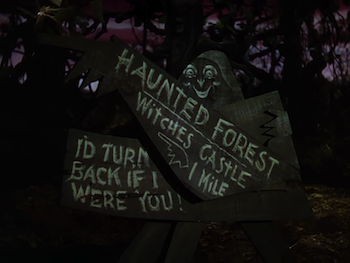 HAUNTED FOREST
WITCHES CASTLE
1 MILE
I'D TURN
BACK IF I
WERE YOU!